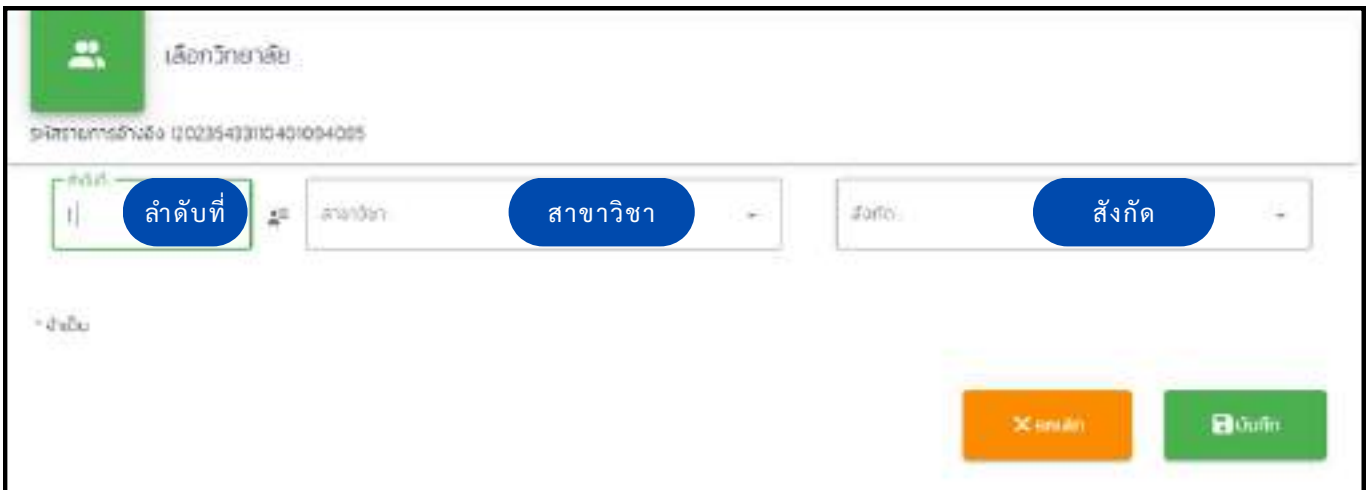 เลือกวิทยาลัย
รหัสรายการอ้างอิง
ลำดับที่
1 ลำดับที่ สาขาวิชา สาขาวิชา สังกัด สังกัด
* จำเป็น
ยกเลิก บันทึก